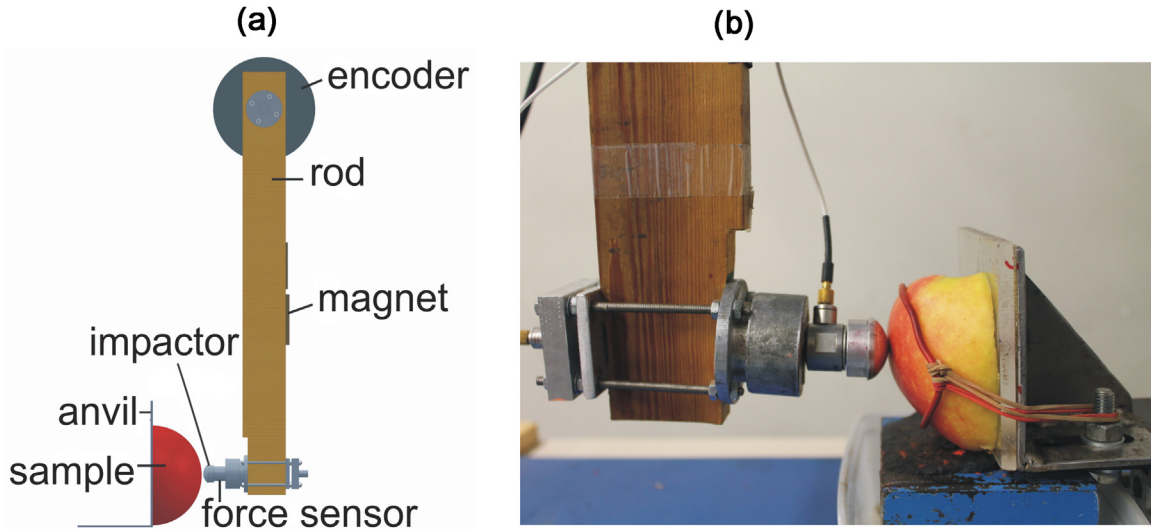 (a)
(b)
encoder
rod
magnet
impactor
anvil
sample
force sensor